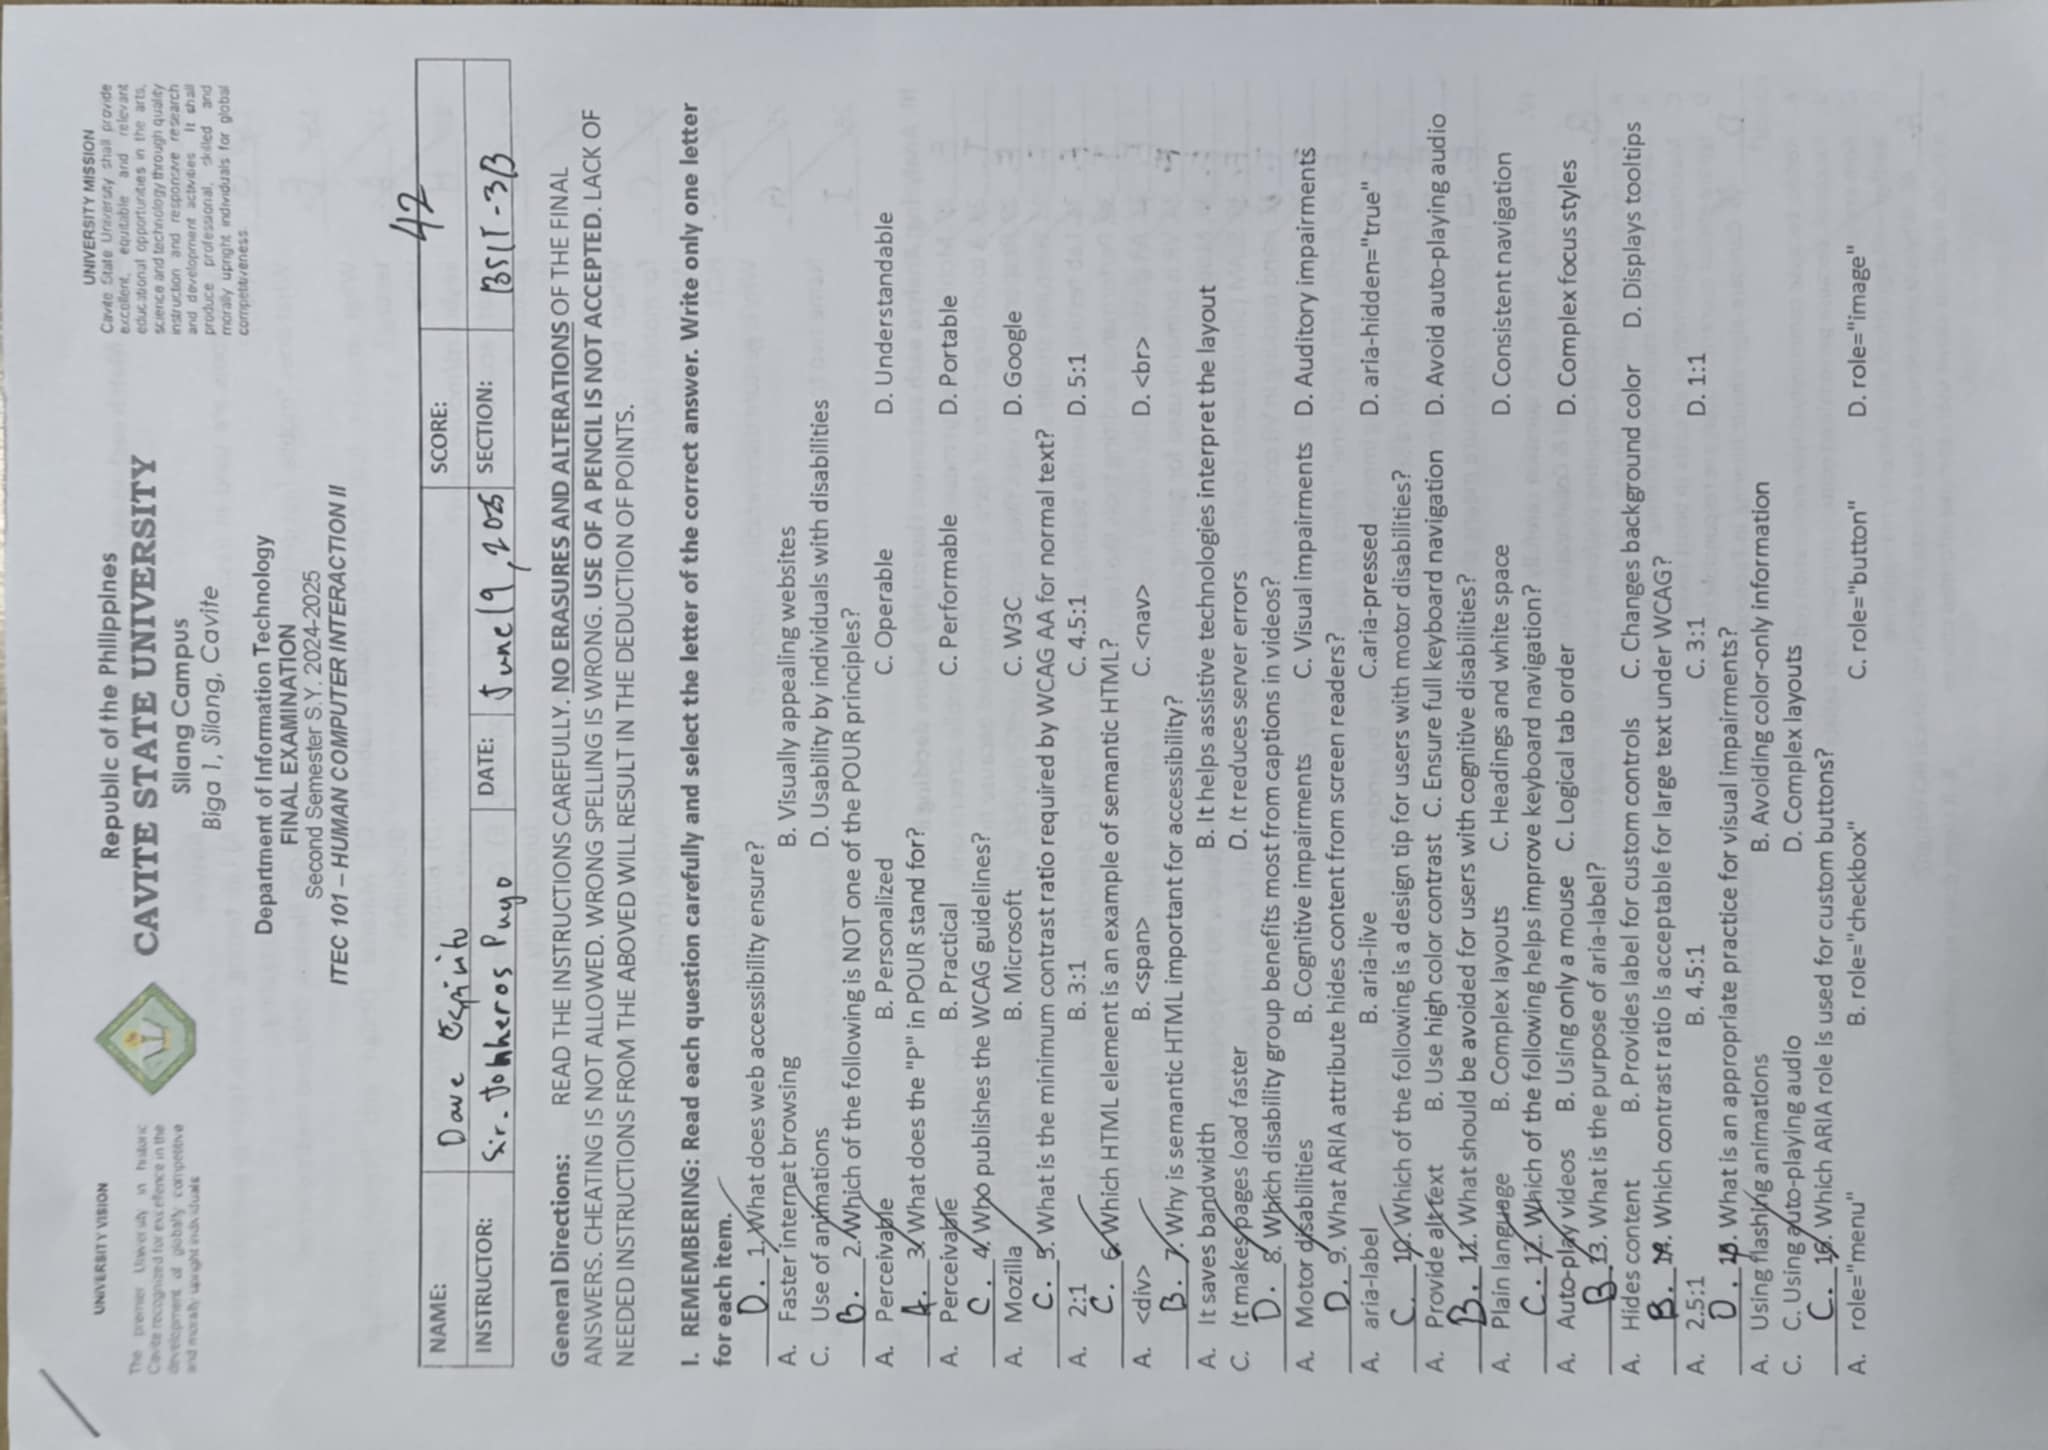 UNIVERSITY VISION
The premier University in historic
Cavite recognized for excellence in the
development of globally competitive
and morally upright individuals
Republic of the Philippines
CAVITE STATE UNIVERSITY
Silang Campus
Biga 1, Silang, Cavite
UNIVERSITY MISSION
Cavite State University shall provide
excellent, equitable and relevant
educational opportunities in the arts,
science and technology through quality
instruction and responsive research
and development activities. It shall
produce professional, skilled and
morally upright individuals for global
competitiveness.
Department of Information Technology
FINAL EXAMINATION
Second Semester S.Y. 2024-2025
ITEC 101 – HUMAN COMPUTER INTERACTION II
NAME: Dave Espiritu SCORE: 42
INSTRUCTOR: Sir. Johheros Puyo DATE: June 19, 2025 SECTION: BSIT-3B
General Directions: READ THE INSTRUCTIONS CAREFULLY. NO ERASURES AND ALTERATIONS OF THE FINAL
ANSWERS. CHEATING IS NOT ALLOWED. WRONG SPELLING IS WRONG. USE OF A PENCIL IS NOT ACCEPTED. LACK OF
NEEDED INSTRUCTIONS FROM THE ABOVED WILL RESULT IN THE DEDUCTION OF POINTS.
I. REMEMBERING: Read each question carefully and select the letter of the correct answer. Write only one letter
for each item.
D. 1. What does web accessibility ensure?
A. Faster internet browsing B. Visually appealing websites
C. Use of animations D. Usability by individuals with disabilities
B. 2. Which of the following is NOT one of the POUR principles?
A. Perceivable B. Personalized C. Operable D. Understandable
A. 3. What does the "P" in POUR stand for?
A. Perceivable B. Practical C. Performable D. Portable
C. 4. Who publishes the WCAG guidelines?
A. Mozilla B. Microsoft C. W3C D. Google
C. 5. What is the minimum contrast ratio required by WCAG AA for normal text?
A. 2:1 B. 3:1 C. 4.5:1 D. 5:1
C. 6. Which HTML element is an example of semantic HTML?
A. <div> B. <span> C. <nav> D. <br>
B. 7. Why is semantic HTML important for accessibility?
A. It saves bandwidth B. It helps assistive technologies interpret the layout
C. It makes pages load faster D. It reduces server errors
D. 8. Which disability group benefits most from captions in videos?
A. Motor disabilities B. Cognitive impairments C. Visual impairments D. Auditory impairments
D. 9. What ARIA attribute hides content from screen readers?
A. aria-label B. aria-live C.aria-pressed D. aria-hidden="true"
C. 10. Which of the following is a design tip for users with motor disabilities?
A. Provide alt text B. Use high color contrast C. Ensure full keyboard navigation D. Avoid auto-playing audio
B. 11. What should be avoided for users with cognitive disabilities?
A. Plain language B. Complex layouts C. Headings and white space D. Consistent navigation
C. 12. Which of the following helps improve keyboard navigation?
A. Auto-play videos B. Using only a mouse C. Logical tab order D. Complex focus styles
B 13. What is the purpose of aria-label?
A. Hides content B. Provides label for custom controls C. Changes background color D. Displays tooltips
B. 14. Which contrast ratio is acceptable for large text under WCAG?
A. 2.5:1 B. 4.5:1 C. 3:1 D. 1:1
D. 15. What is an appropriate practice for visual impairments?
A. Using flashing animations B. Avoiding color-only information
C. C. Using auto-playing audio D. Complex layouts
C. 16. Which ARIA role is used for custom buttons?
A. role="menu" B. role="checkbox" C. role="button" D. role="image"